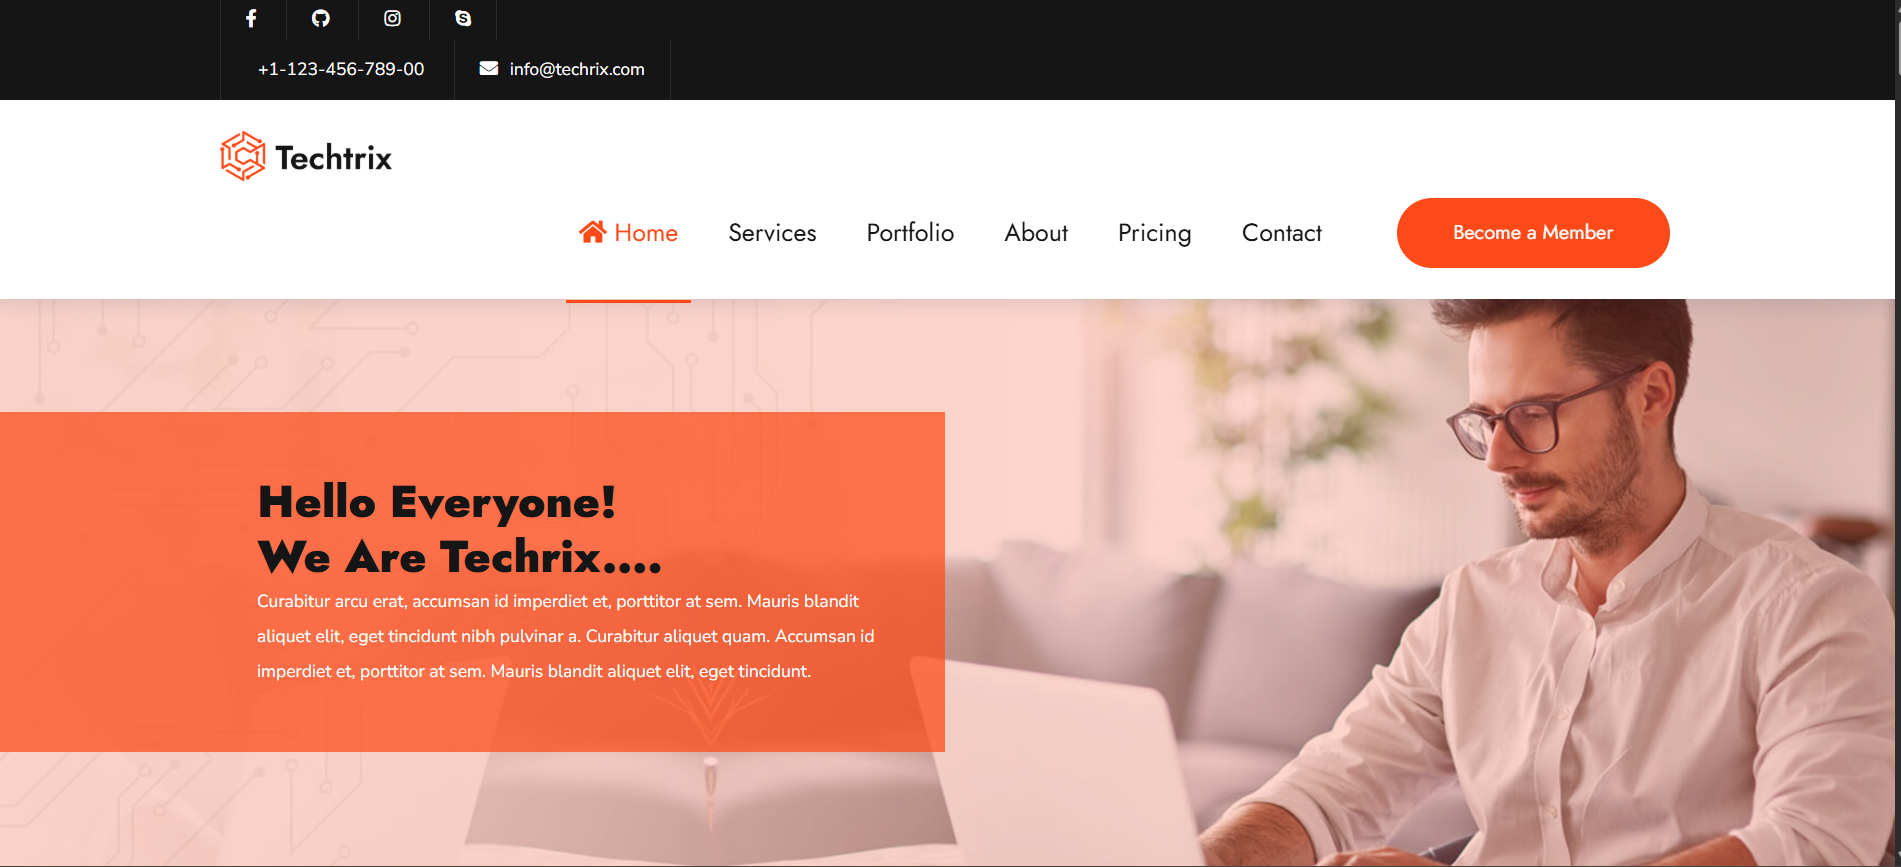 +1-123-456-789-00
info@techrix.com
Techtrix
Home Services Portfolio About Pricing Contact Become a Member
Hello Everyone!
We Are Techrix....
Curabitur arcu erat, accumsan id imperdiet et, porttitor at sem. Mauris blandit
aliquet elit, eget tincidunt nibh pulvinar a. Curabitur aliquet quam. Accumsan id
imperdiet et, porttitor at sem. Mauris blandit aliquet elit, eget tincidunt.